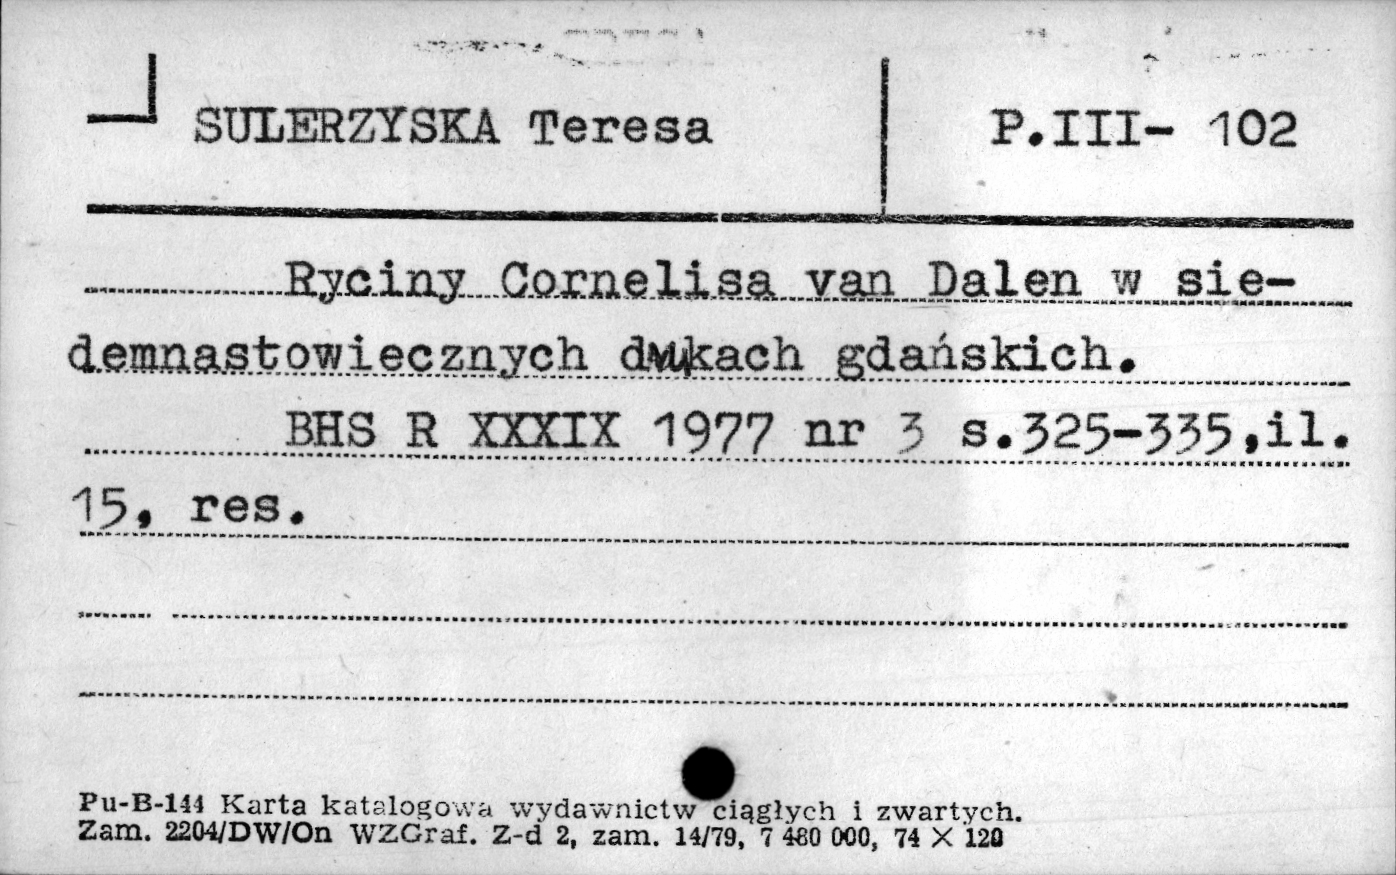 SULERZYSKA Teresa P.III- 102
Ryciny Cornelisa van Dalen w sie-
demnastowiecznych drukach gdańskich.
BHS R XXXIX 1977 nr 3 s.325-335,il.
15, res.
Pu-B-144 Karta katalogowa wydawnictw ciągłych i zwartych.
Zam. 2204/DW/On WZGraf. Z-d 2, zam. 14/79, 7 480 000, 74 X 120